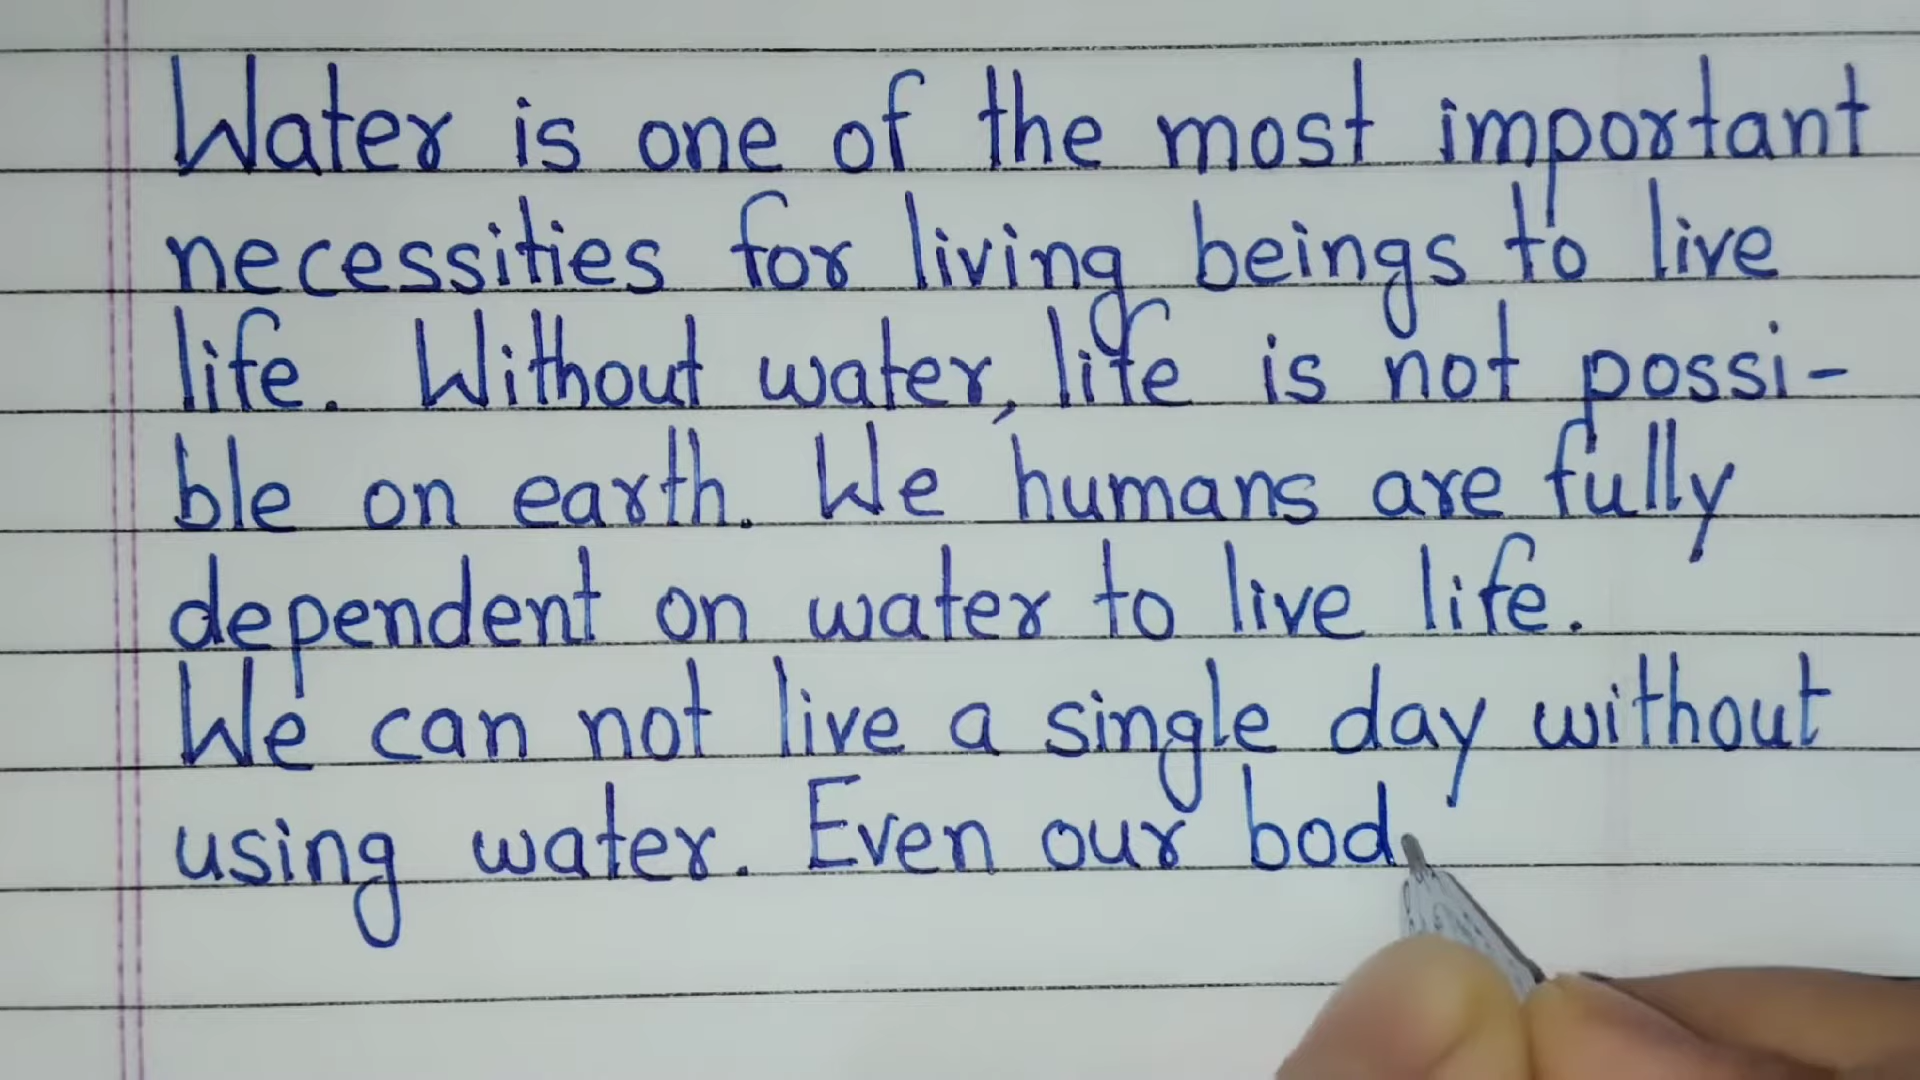 Water is one of the most important
necessities for living beings to live
life. Without water, life is not possi-
ble on earth. We humans are fully
dependent on water to live life.
We can not live a single day without
using water. Even our bod